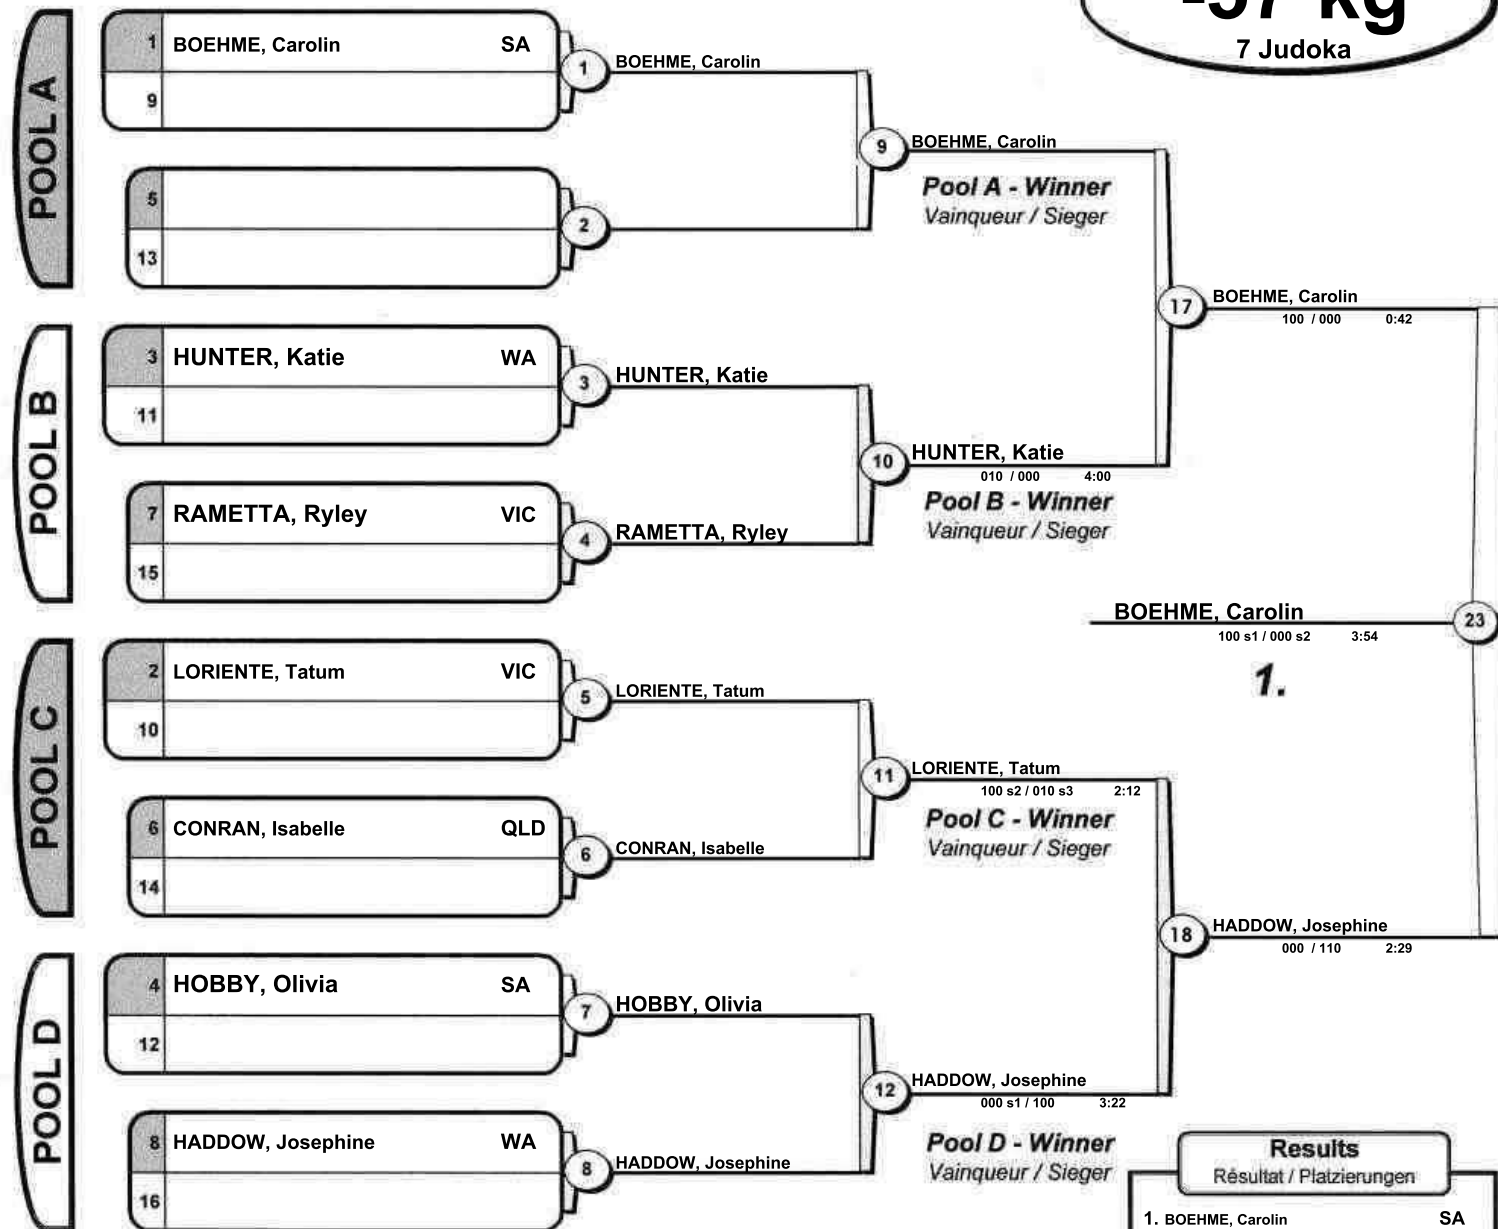 -57 kg
7 Judoka
POOL A
1 BOEHME, Carolin SA
9
1 BOEHME, Carolin
5
13
2
9 BOEHME, Carolin
Pool A - Winner
Vainqueur / Sieger
POOL B
3 HUNTER, Katie WA
11
3 HUNTER, Katie
7 RAMETTA, Ryley VIC
15
4 RAMETTA, Ryley
10 HUNTER, Katie
010 / 000 4:00
Pool B - Winner
Vainqueur / Sieger
17 BOEHME, Carolin
100 / 000 0:42
BOEHME, Carolin 23
100 s1 / 000 s2 3:54
1.
POOL C
2 LORIENTE, Tatum VIC
10
5 LORIENTE, Tatum
6 CONRAN, Isabelle QLD
14
6 CONRAN, Isabelle
11 LORIENTE, Tatum
100 s2 / 010 s3 2:12
Pool C - Winner
Vainqueur / Sieger
18 HADDOW, Josephine
000 / 110 2:29
POOL D
4 HOBBY, Olivia SA
12
7 HOBBY, Olivia
8 HADDOW, Josephine WA
16
8 HADDOW, Josephine
12 HADDOW, Josephine
000 s1 / 100 3:22
Pool D - Winner
Vainqueur / Sieger
Results
Résultat / Platzierungen
1. BOEHME, Carolin SA